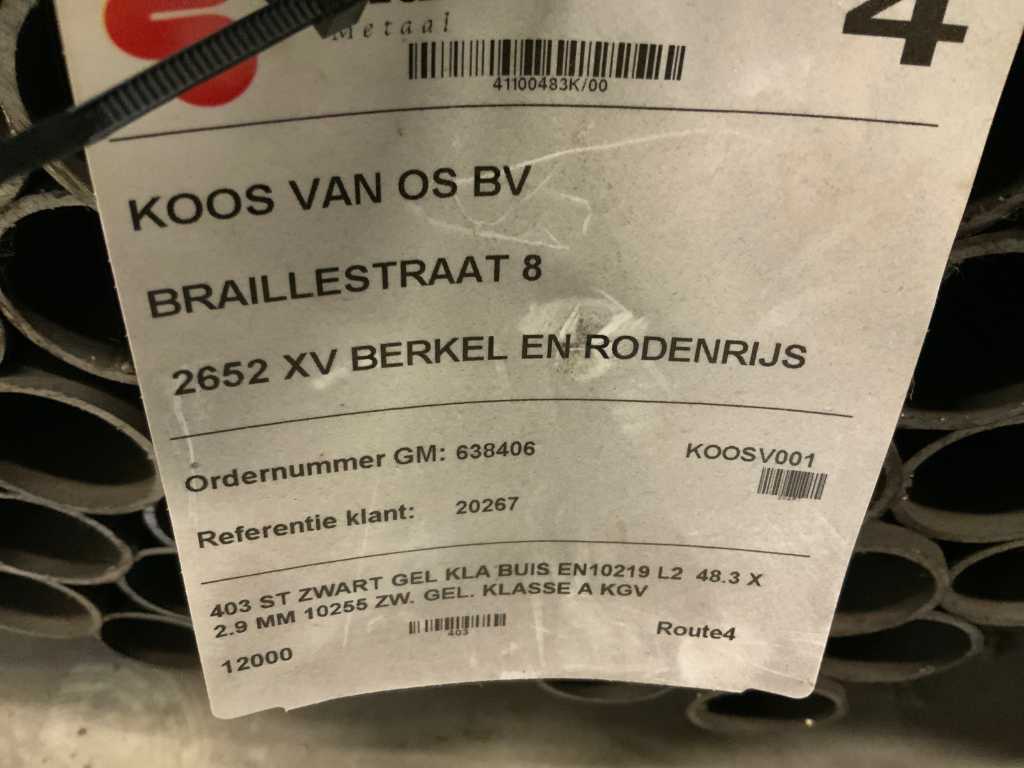 Metaal
4
41100483K/00
KOOS VAN OS BV
BRAILLESTRAAT 8
2652 XV BERKEL EN RODENRIJS
Ordernummer GM: 638406
KOOSV001
Referentie klant: 20267
403 ST ZWART GEL KLA BUIS EN10219 L2 48.3 X
2.9 MM 10255 ZW. GEL. KLASSE A KGV
403
Route4
12000